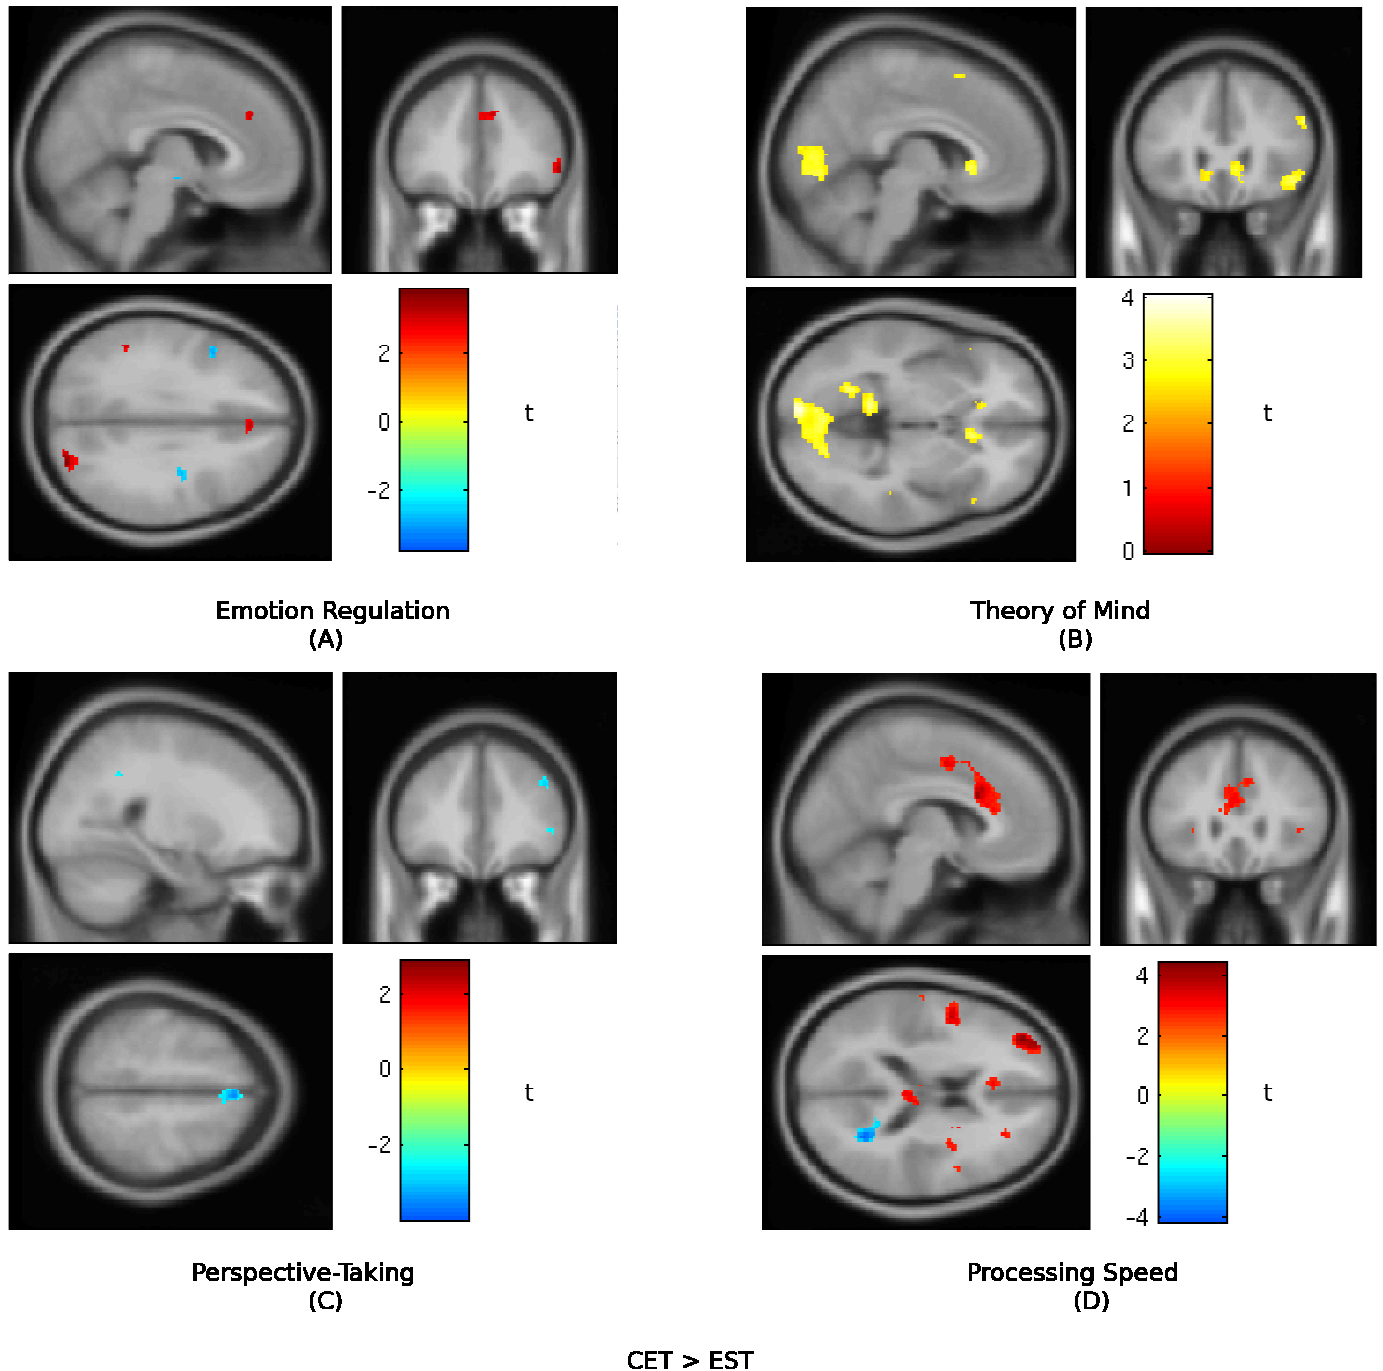 2
0
-2
t
4
3
2
1
0
t
Emotion Regulation
(A)
Theory of Mind
(B)
2
0
-2
t
4
2
0
-2
-4
t
Perspective-Taking
(C)
Processing Speed
(D)
CET > EST